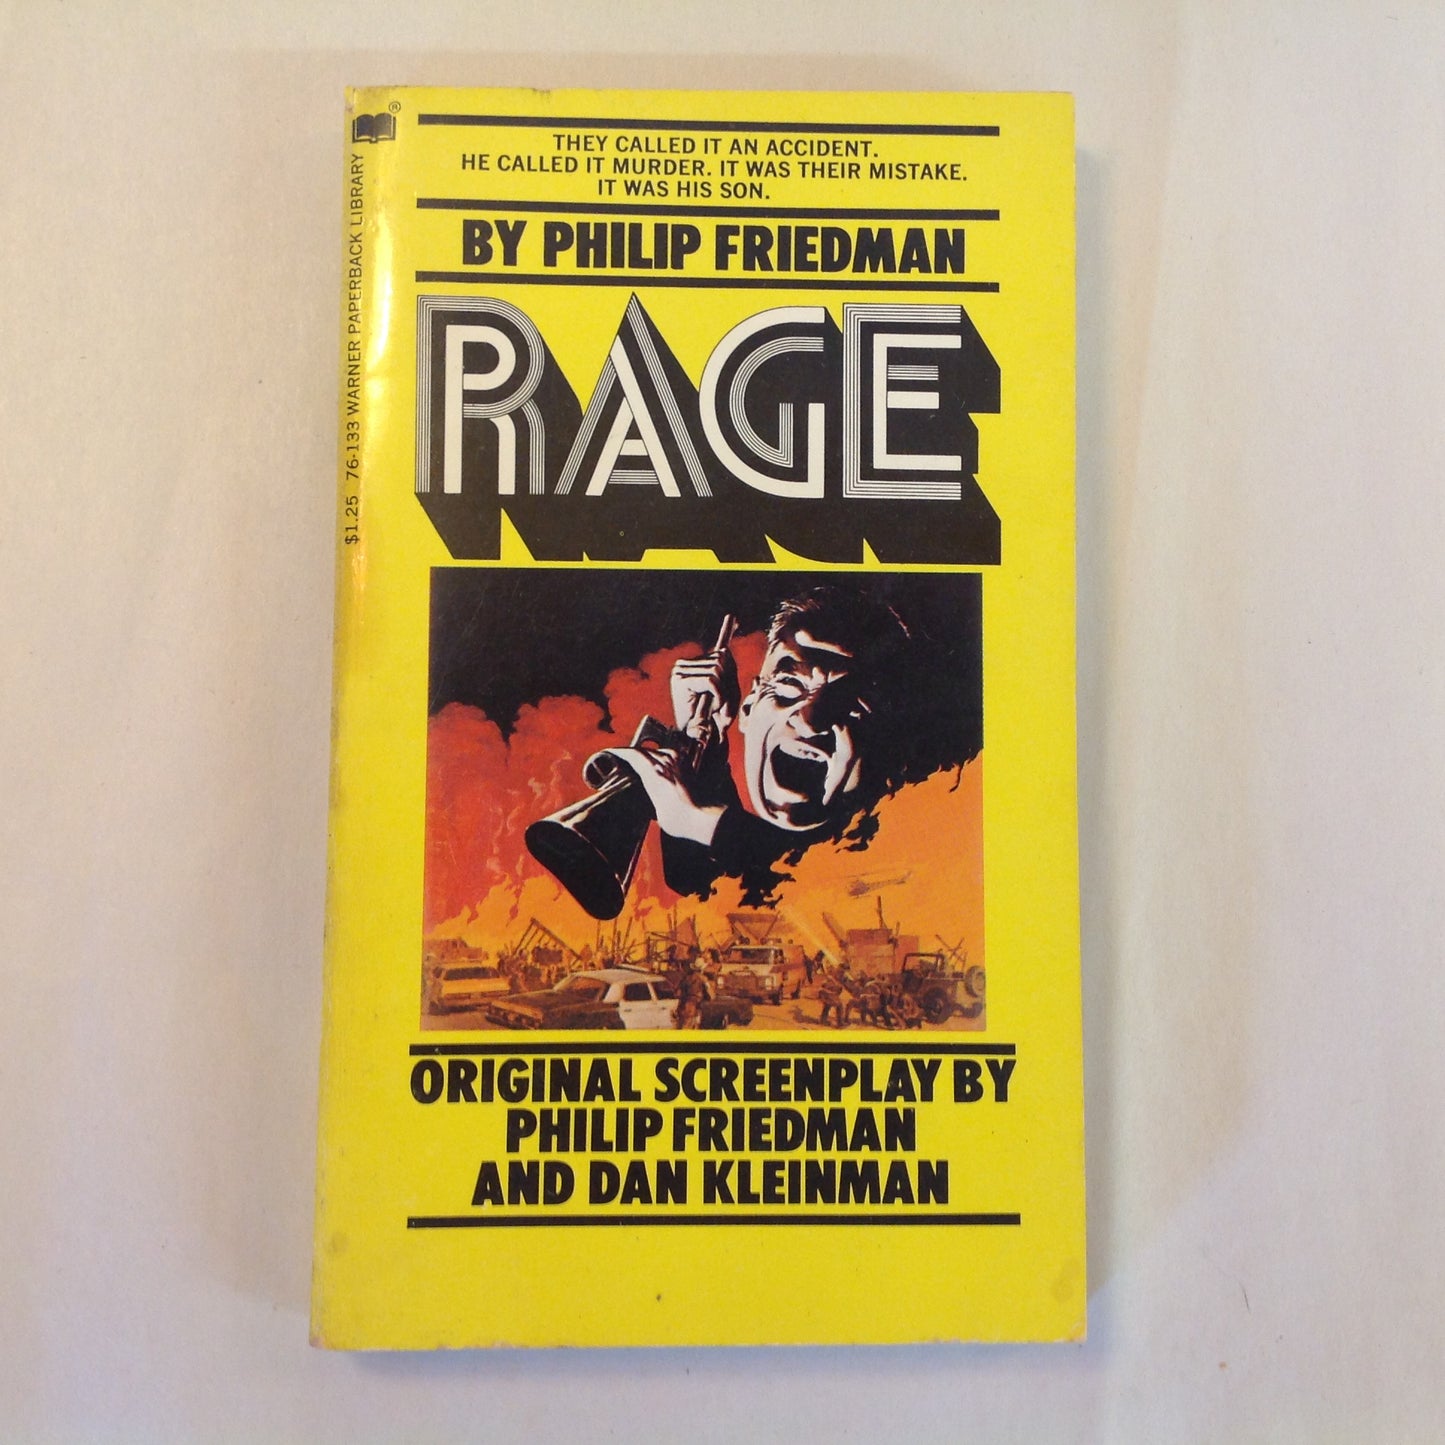 ®
THEY CALLED IT AN ACCIDENT.
HE CALLED IT MURDER. IT WAS THEIR MISTAKE.
IT WAS HIS SON.
BY PHILIP FRIEDMAN
RAGE
$1.25 76-133 WARNER PAPERBACK LIBRARY
ORIGINAL SCREENPLAY BY
PHILIP FRIEDMAN
AND DAN KLEINMAN